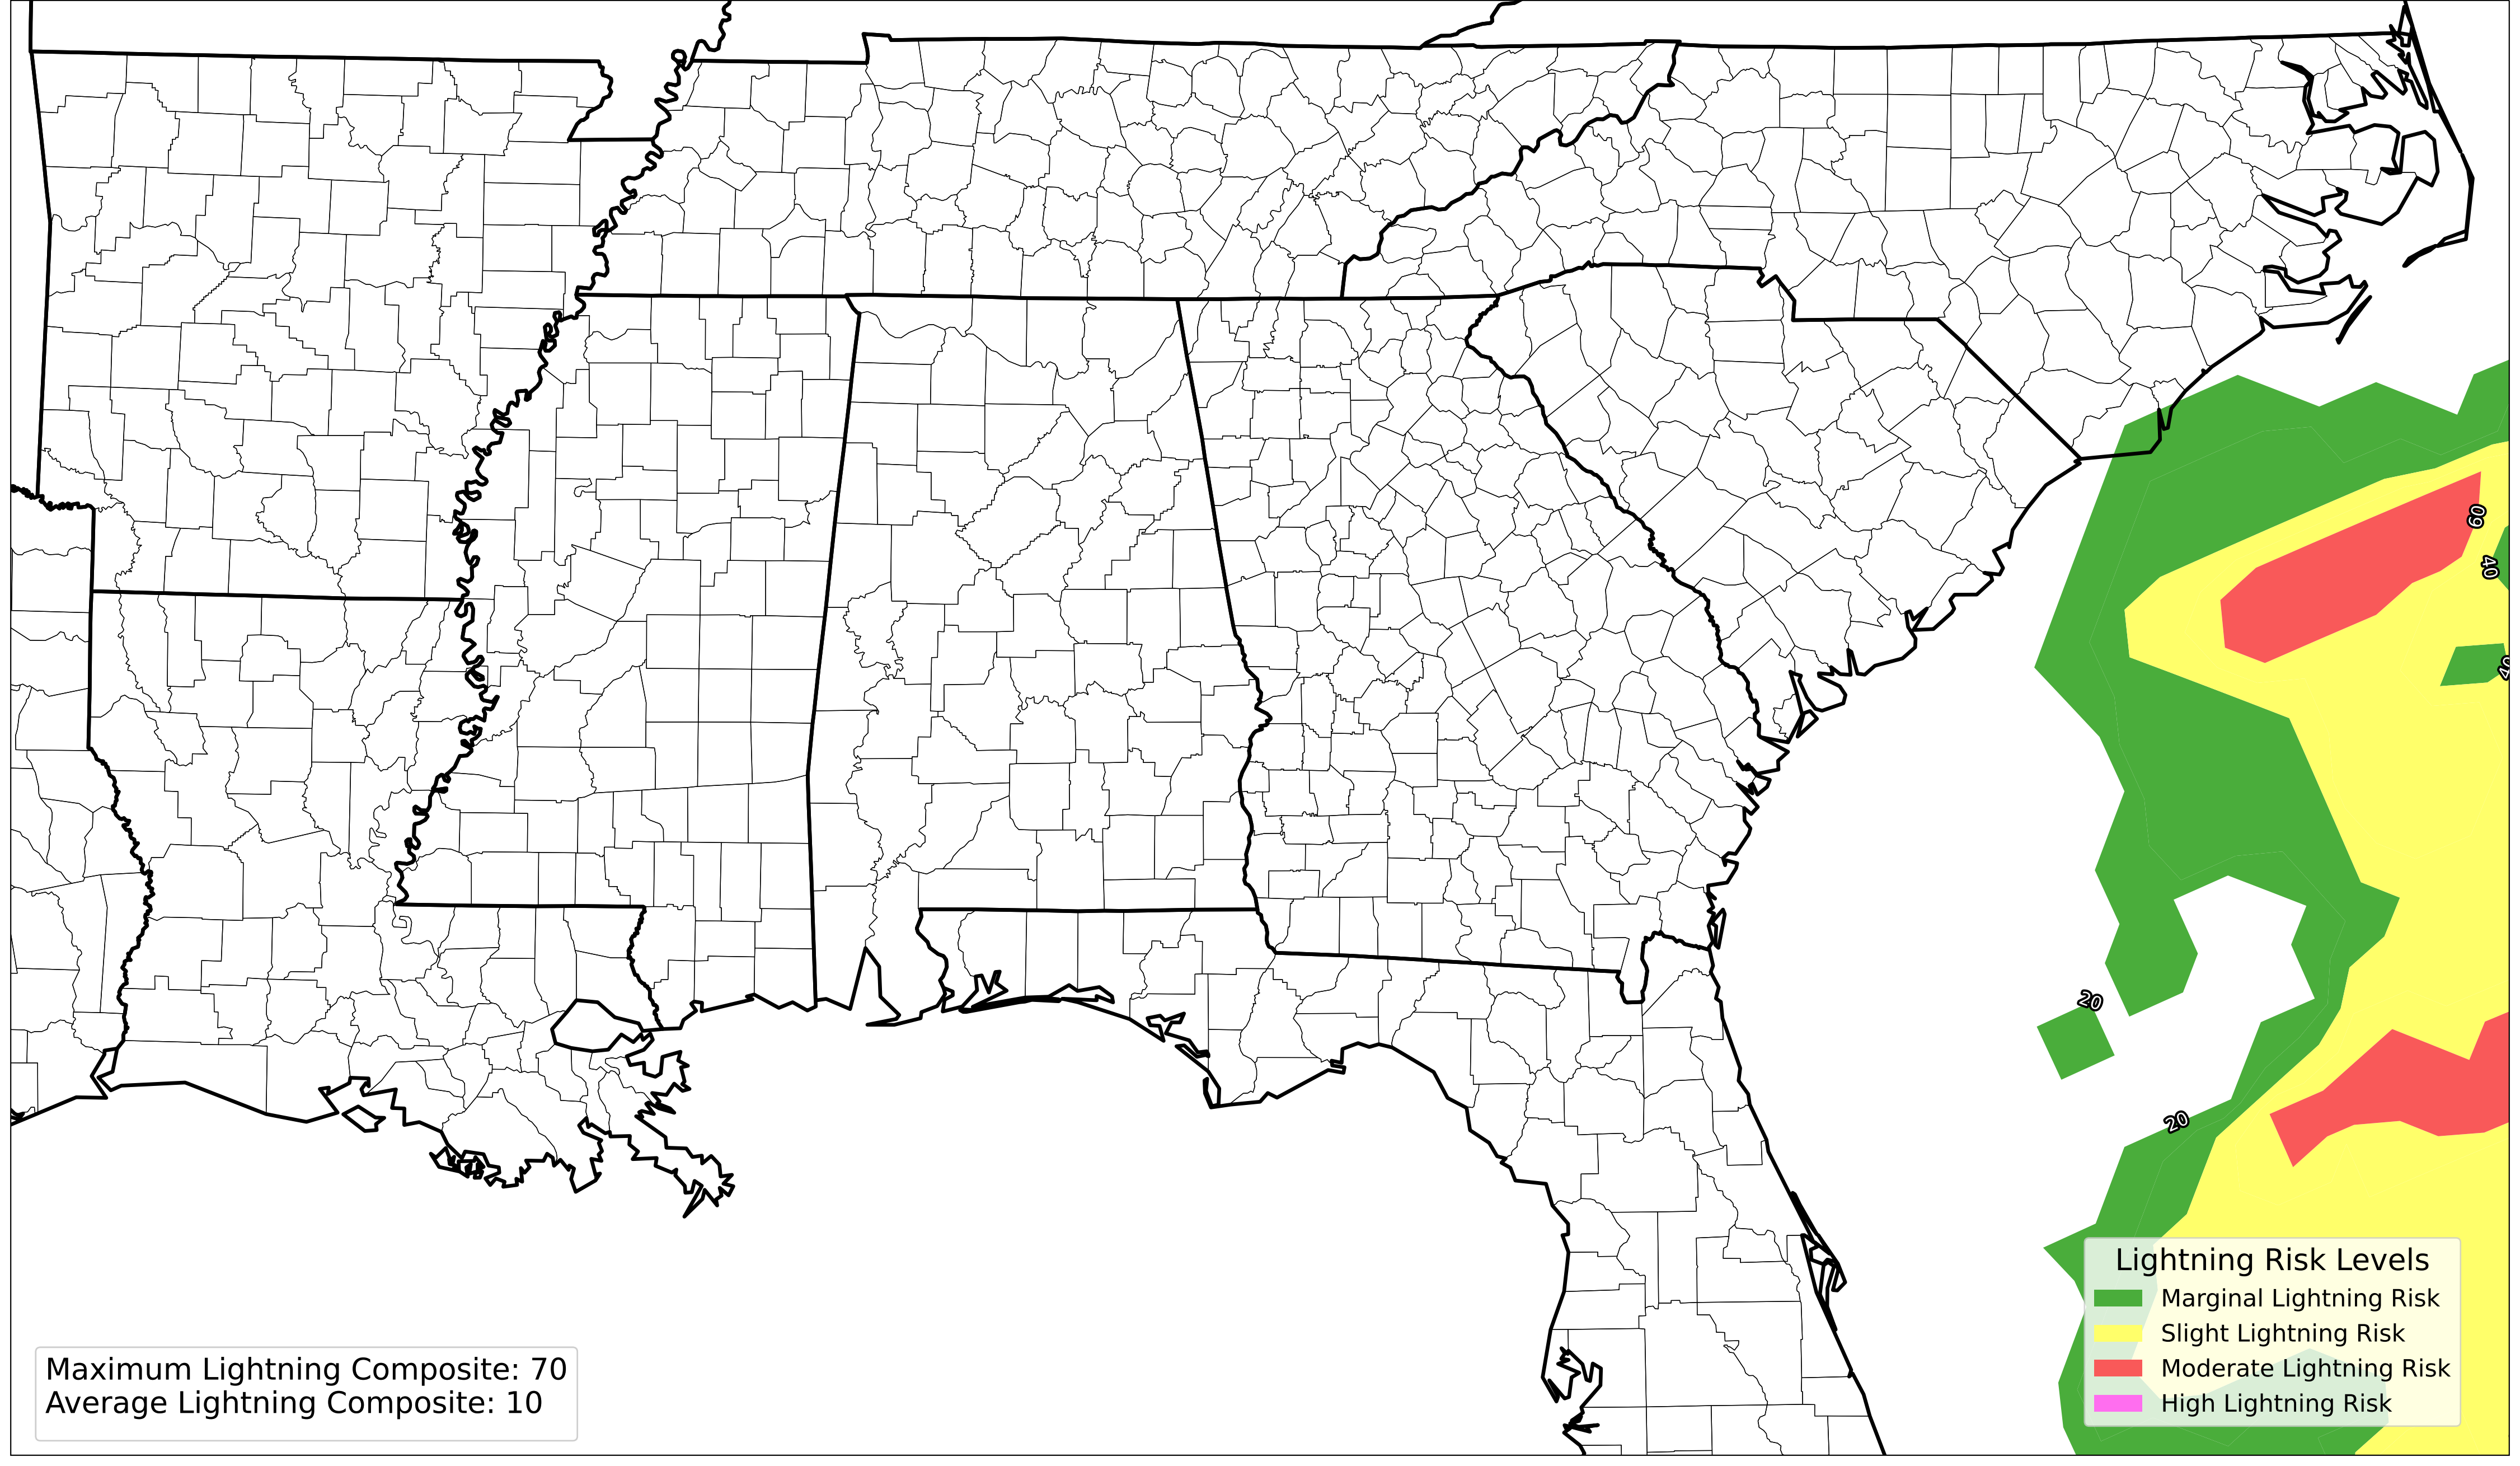 60
40
40
20
20
Lightning Risk Levels
Marginal Lightning Risk
Slight Lightning Risk
Moderate Lightning Risk
High Lightning Risk
Maximum Lightning Composite: 70
Average Lightning Composite: 10